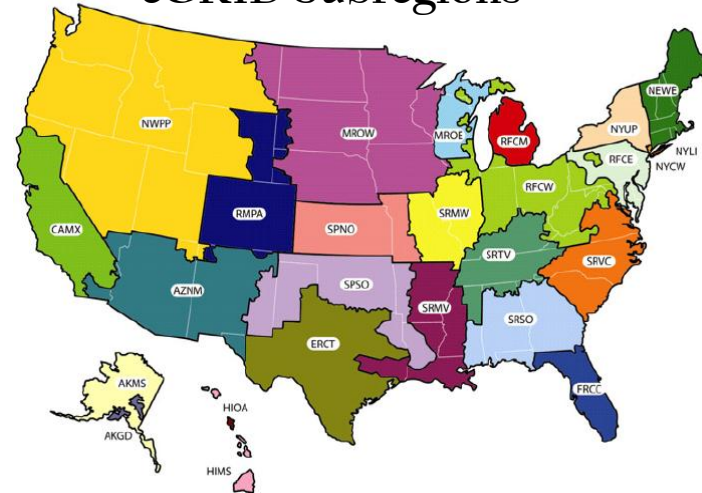 eGRID Subregions
NEWE
NWPP
MROW
MROE
NYUP
RFCM
NYLI
RFCE
NYCW
RFCW
RMPA
SRMW
SPNO
CAMX
SRTV
SRVC
AZNM
SPSO
SRMV
SRSO
ERCT
AKMS
FRCC
HIOA
AKGD
HIMS